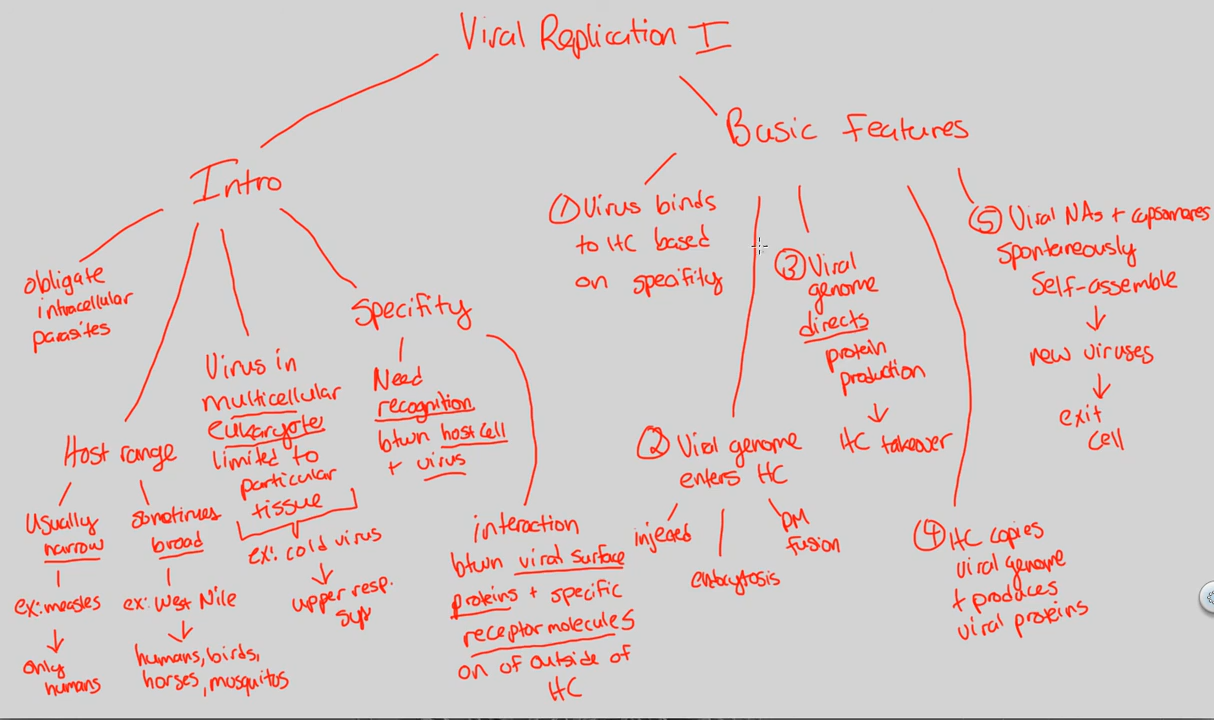 Viral Replication I
Intro
obligate
intracellular
parasites
Host range
Usually
narrow
ex: measles
only
humans
sometimes
broad
ex: West Nile
humans, birds,
horses, mosquitos
Virus in
multicellular
eukaryotes
limited to
particular
tissue
ex: cold virus
upper resp.
Specifity
Need
recognition
btwn host cell
+ virus
interaction
btwn viral surface
proteins + specific
receptor molecules
on of outside of
HC
Basic Features
① Virus binds
to HC based
on specifity
② Viral genome
enters HC
injected
endocytosis
PM
fusion
③ Viral
genome
directs
protein
production
HC takeover
④ HC copies
viral genome
+ produces
viral proteins
⑤ Viral NAs + capsomares
spontaneously
Self-assemble
new viruses
exit
cell